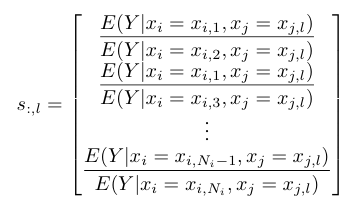 E(Y|x_i = x_{i,1}, x_j = x_{j,l})
E(Y|x_i = x_{i,2}, x_j = x_{j,l})
E(Y|x_i = x_{i,1}, x_j = x_{j,l})
s_{:,l} = E(Y|x_i = x_{i,3}, x_j = x_{j,l})
⋮
E(Y|x_i = x_{i,N_i−1}, x_j = x_{j,l})
E(Y|x_i = x_{i,N_i}, x_j = x_{j,l})